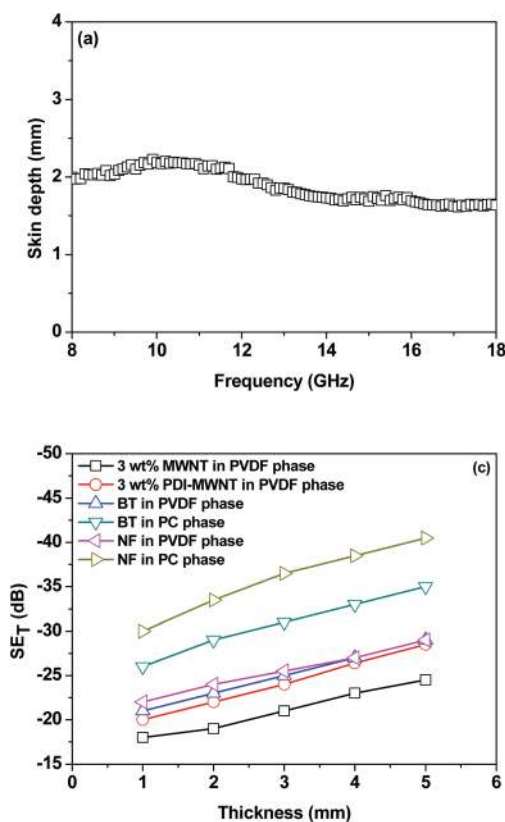 (a)
4
3
2
1
0
Skin depth (mm)
8 10 12 14 16 18
Frequency (GHz)
(c)
3 wt% MWNT in PVDF phase
3 wt% PDI-MWNT in PVDF phase
BT in PVDF phase
BT in PC phase
NF in PVDF phase
NF in PC phase
-50
-45
-40
-35
-30
-25
-20
-15
SET (dB)
0 1 2 3 4 5 6
Thickness (mm)